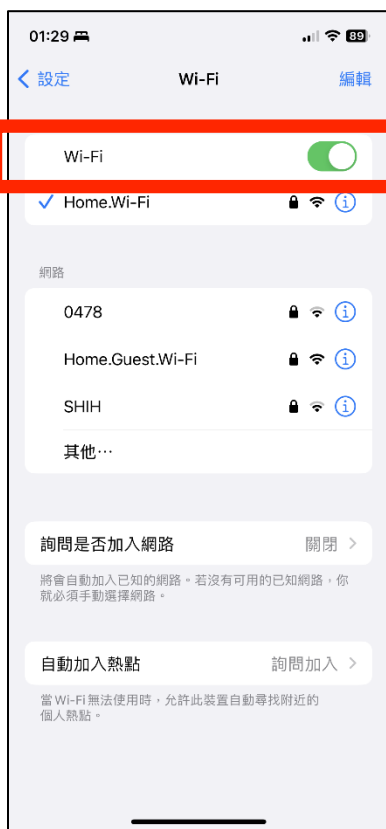 01:29 89
設定 Wi-Fi 編輯
Wi-Fi
Home.Wi-Fi
網路
0478
Home.Guest.Wi-Fi
SHIH
其他⋯
詢問是否加入網路 關閉
將會自動加入已知的網路。若沒有可用的已知網路，你
就必須手動選擇網路。
自動加入熱點 詢問加入
當 Wi-Fi 無法使用時，允許此裝置自動尋找附近的
個人熱點。